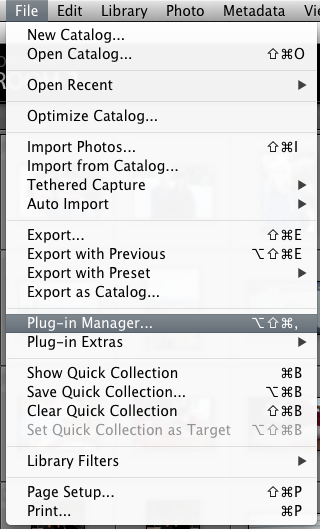 File Edit Library Photo Metadata
New Catalog...
Open Catalog... ⇧⌘O
Open Recent ▶
Optimize Catalog...
Import Photos... ⇧⌘I
Import from Catalog...
Tethered Capture ▶
Auto Import ▶
Export... ⇧⌘E
Export with Previous ⌥⇧⌘E
Export with Preset ▶
Export as Catalog...
Plug-in Manager... ⌥⇧⌘,
Plug-in Extras ▶
Show Quick Collection ⌘B
Save Quick Collection... ⌥⌘B
Clear Quick Collection ⇧⌘B
Set Quick Collection as Target ⌥⇧⌘B
Library Filters ▶
Page Setup... ⇧⌘P
Print... ⌘P